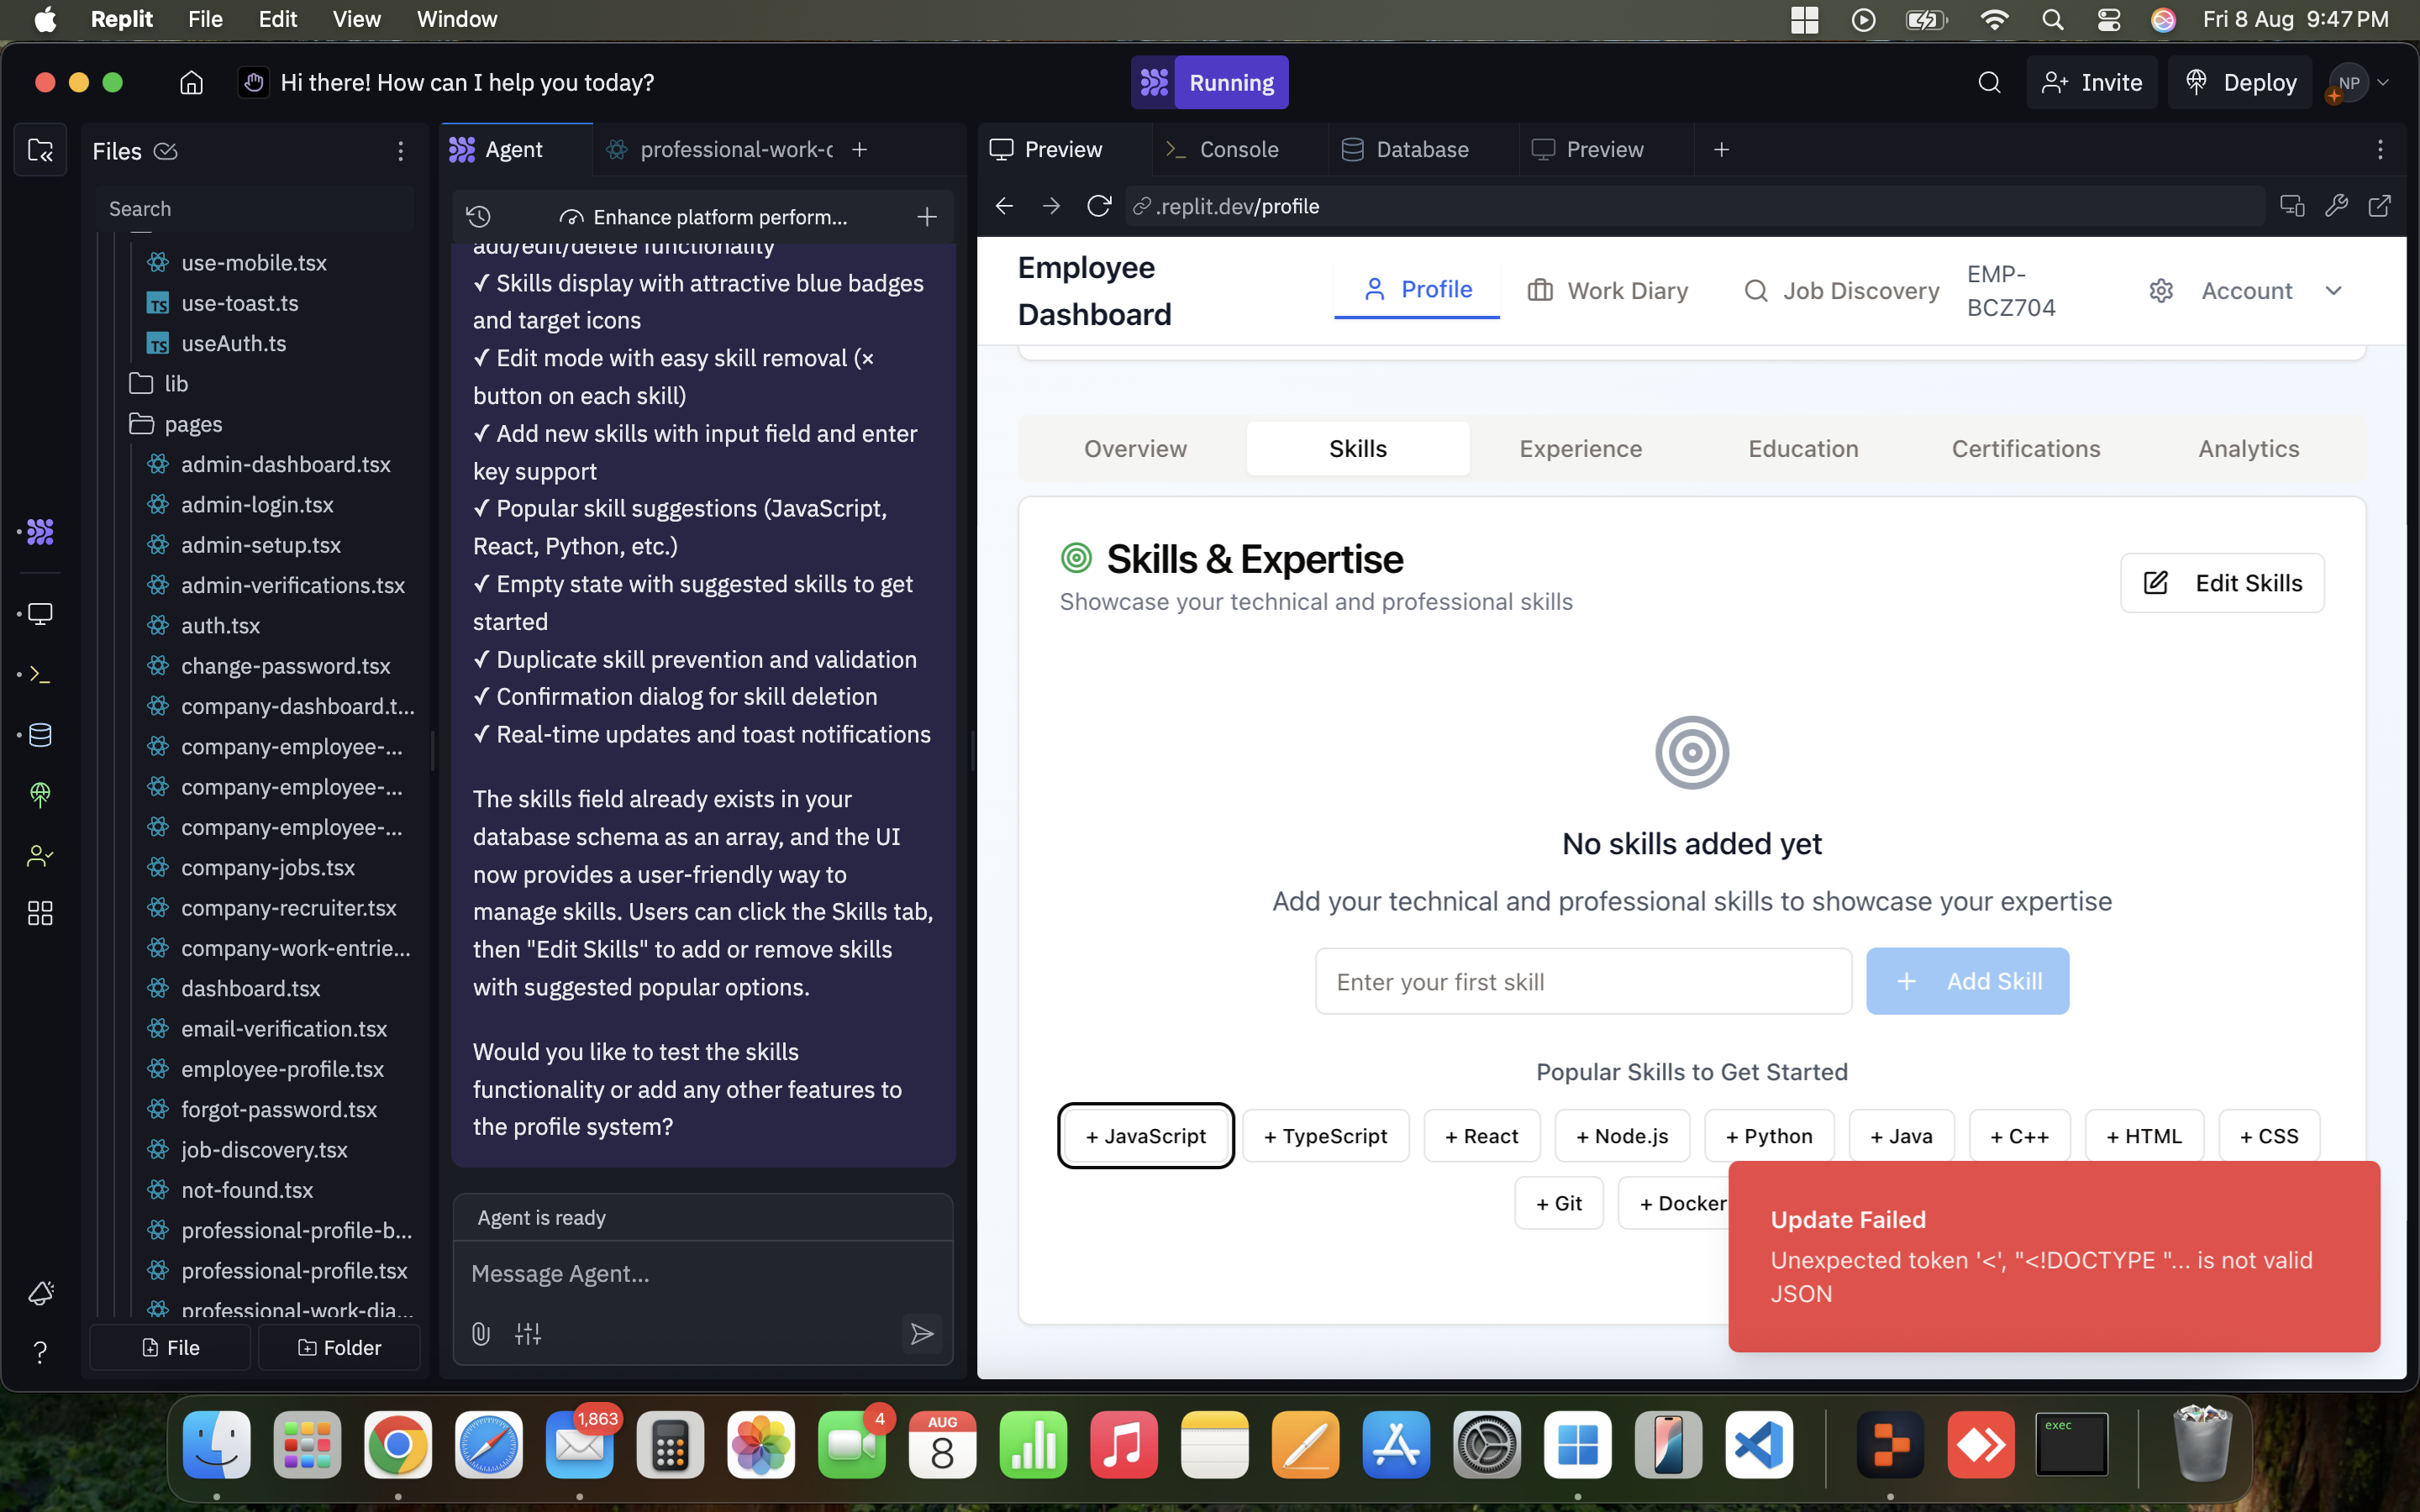 Replit File Edit View Window
Fri 8 Aug 9:47 PM
Hi there! How can I help you today?
Running
Invite
Deploy
NP
Files
Search
use-mobile.tsx
TS use-toast.ts
TS useAuth.ts
lib
pages
admin-dashboard.tsx
admin-login.tsx
admin-setup.tsx
admin-verifications.tsx
auth.tsx
change-password.tsx
company-dashboard.t...
company-employee-...
company-employee-...
company-employee-...
company-jobs.tsx
company-recruiter.tsx
company-work-entrie...
dashboard.tsx
email-verification.tsx
employee-profile.tsx
forgot-password.tsx
job-discovery.tsx
not-found.tsx
professional-profile-b...
professional-profile.tsx
professional-work-dia...
File
Folder
Agent
professional-work-c
Enhance platform perform...
add/edit/delete functionality
✓ Skills display with attractive blue badges
and target icons
✓ Edit mode with easy skill removal (×
button on each skill)
✓ Add new skills with input field and enter
key support
✓ Popular skill suggestions (JavaScript,
React, Python, etc.)
✓ Empty state with suggested skills to get
started
✓ Duplicate skill prevention and validation
✓ Confirmation dialog for skill deletion
✓ Real-time updates and toast notifications
The skills field already exists in your
database schema as an array, and the UI
now provides a user-friendly way to
manage skills. Users can click the Skills tab,
then "Edit Skills" to add or remove skills
with suggested popular options.
Would you like to test the skills
functionality or add any other features to
the profile system?
Agent is ready
Message Agent...
Preview
Console
Database
Preview
.replit.dev/profile
Employee
Dashboard
Profile
Work Diary
Job Discovery
EMP-
BCZ704
Account
Overview
Skills
Experience
Education
Certifications
Analytics
Skills & Expertise
Showcase your technical and professional skills
Edit Skills
No skills added yet
Add your technical and professional skills to showcase your expertise
Enter your first skill
+ Add Skill
Popular Skills to Get Started
+ JavaScript
+ TypeScript
+ React
+ Node.js
+ Python
+ Java
+ C++
+ HTML
+ CSS
+ Git
+ Docker
Update Failed
Unexpected token '<', "<!DOCTYPE "... is not valid
JSON
1,863
4
AUG
8
exec